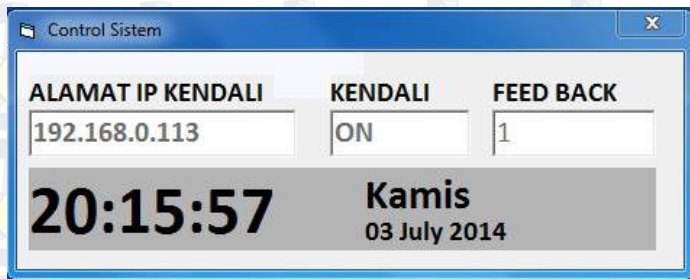 Control Sistem
ALAMAT IP KENDALI KENDALI FEED BACK
192.168.0.113 ON 1
20:15:57 Kamis
03 July 2014